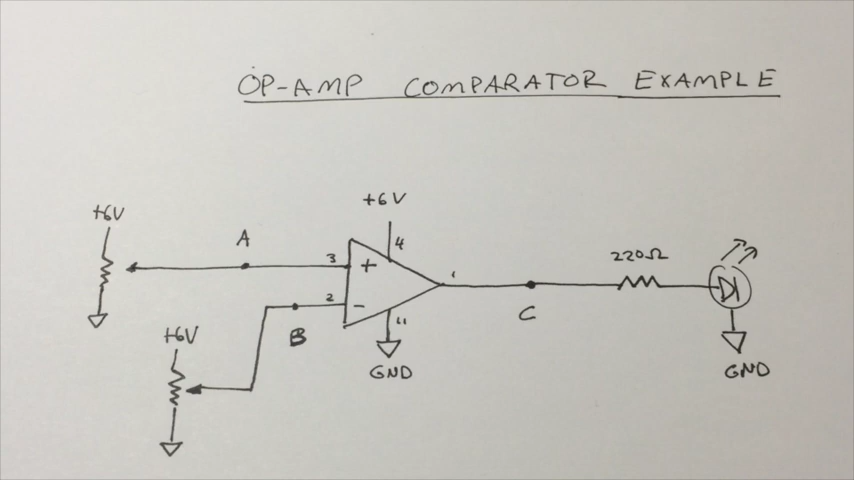 OP-AMP COMPARATOR EXAMPLE
+6V
+6V
A
3
+
4
1
220Ω
2
-
B
C
11
GND
+6V
GND